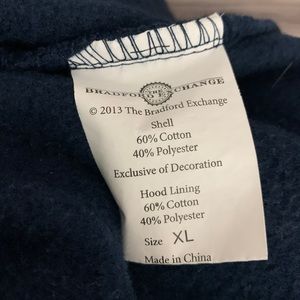 BRADFORD EXCHANGE
© 2013 The Bradford Exchange
Shell
60% Cotton
40% Polyester
Exclusive of Decoration
Hood Lining
60% Cotton
40% Polyester
Size XL
Made in China